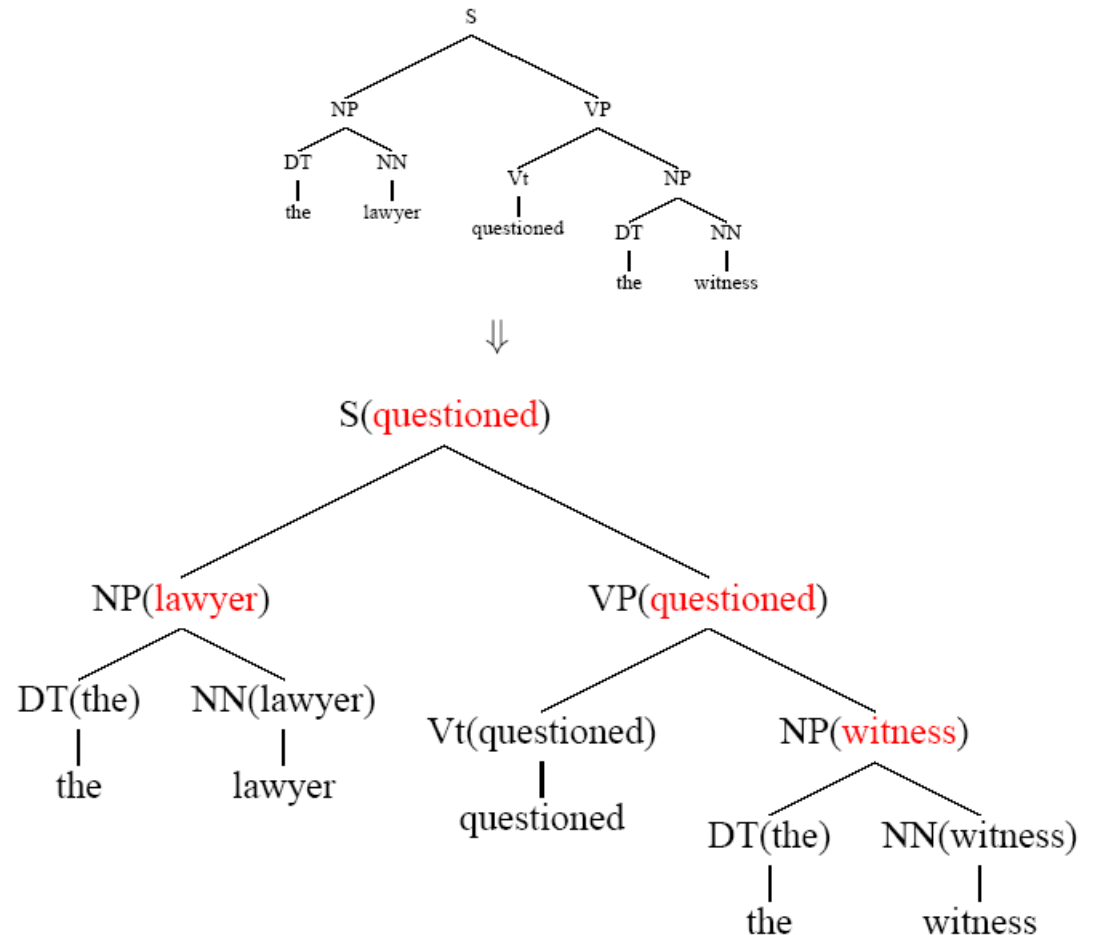 S
NP VP
DT NN Vt NP
the lawyer questioned DT NN
the witness
⇓
S(questioned)
NP(lawyer) VP(questioned)
DT(the) NN(lawyer) Vt(questioned) NP(witness)
the lawyer questioned DT(the) NN(witness)
the witness